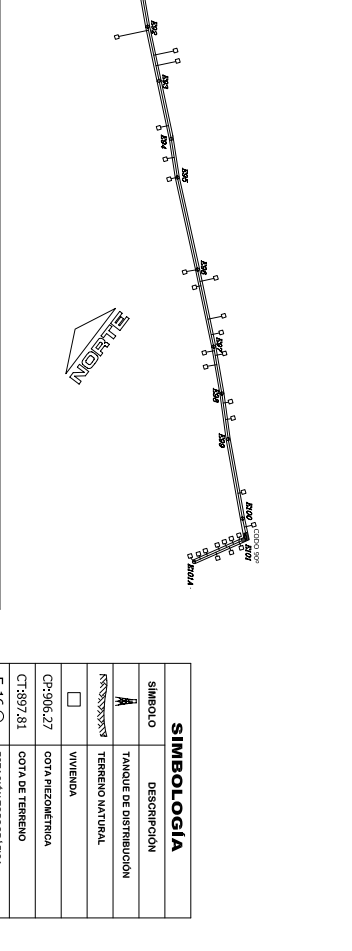 E92
E93
E94
E95
E96
E97
E98
E99
E100
CODO 90°
E101
E101A
NORTE
SIMBOLOGÍA
SÍMBOLO DESCRIPCIÓN
TANQUE DE DISTRIBUCIÓN
TERRENO NATURAL
VIVIENDA
CP:906.27 COTA PIEZOMÉTRICA
CT:897.81 COTA DE TERRENO